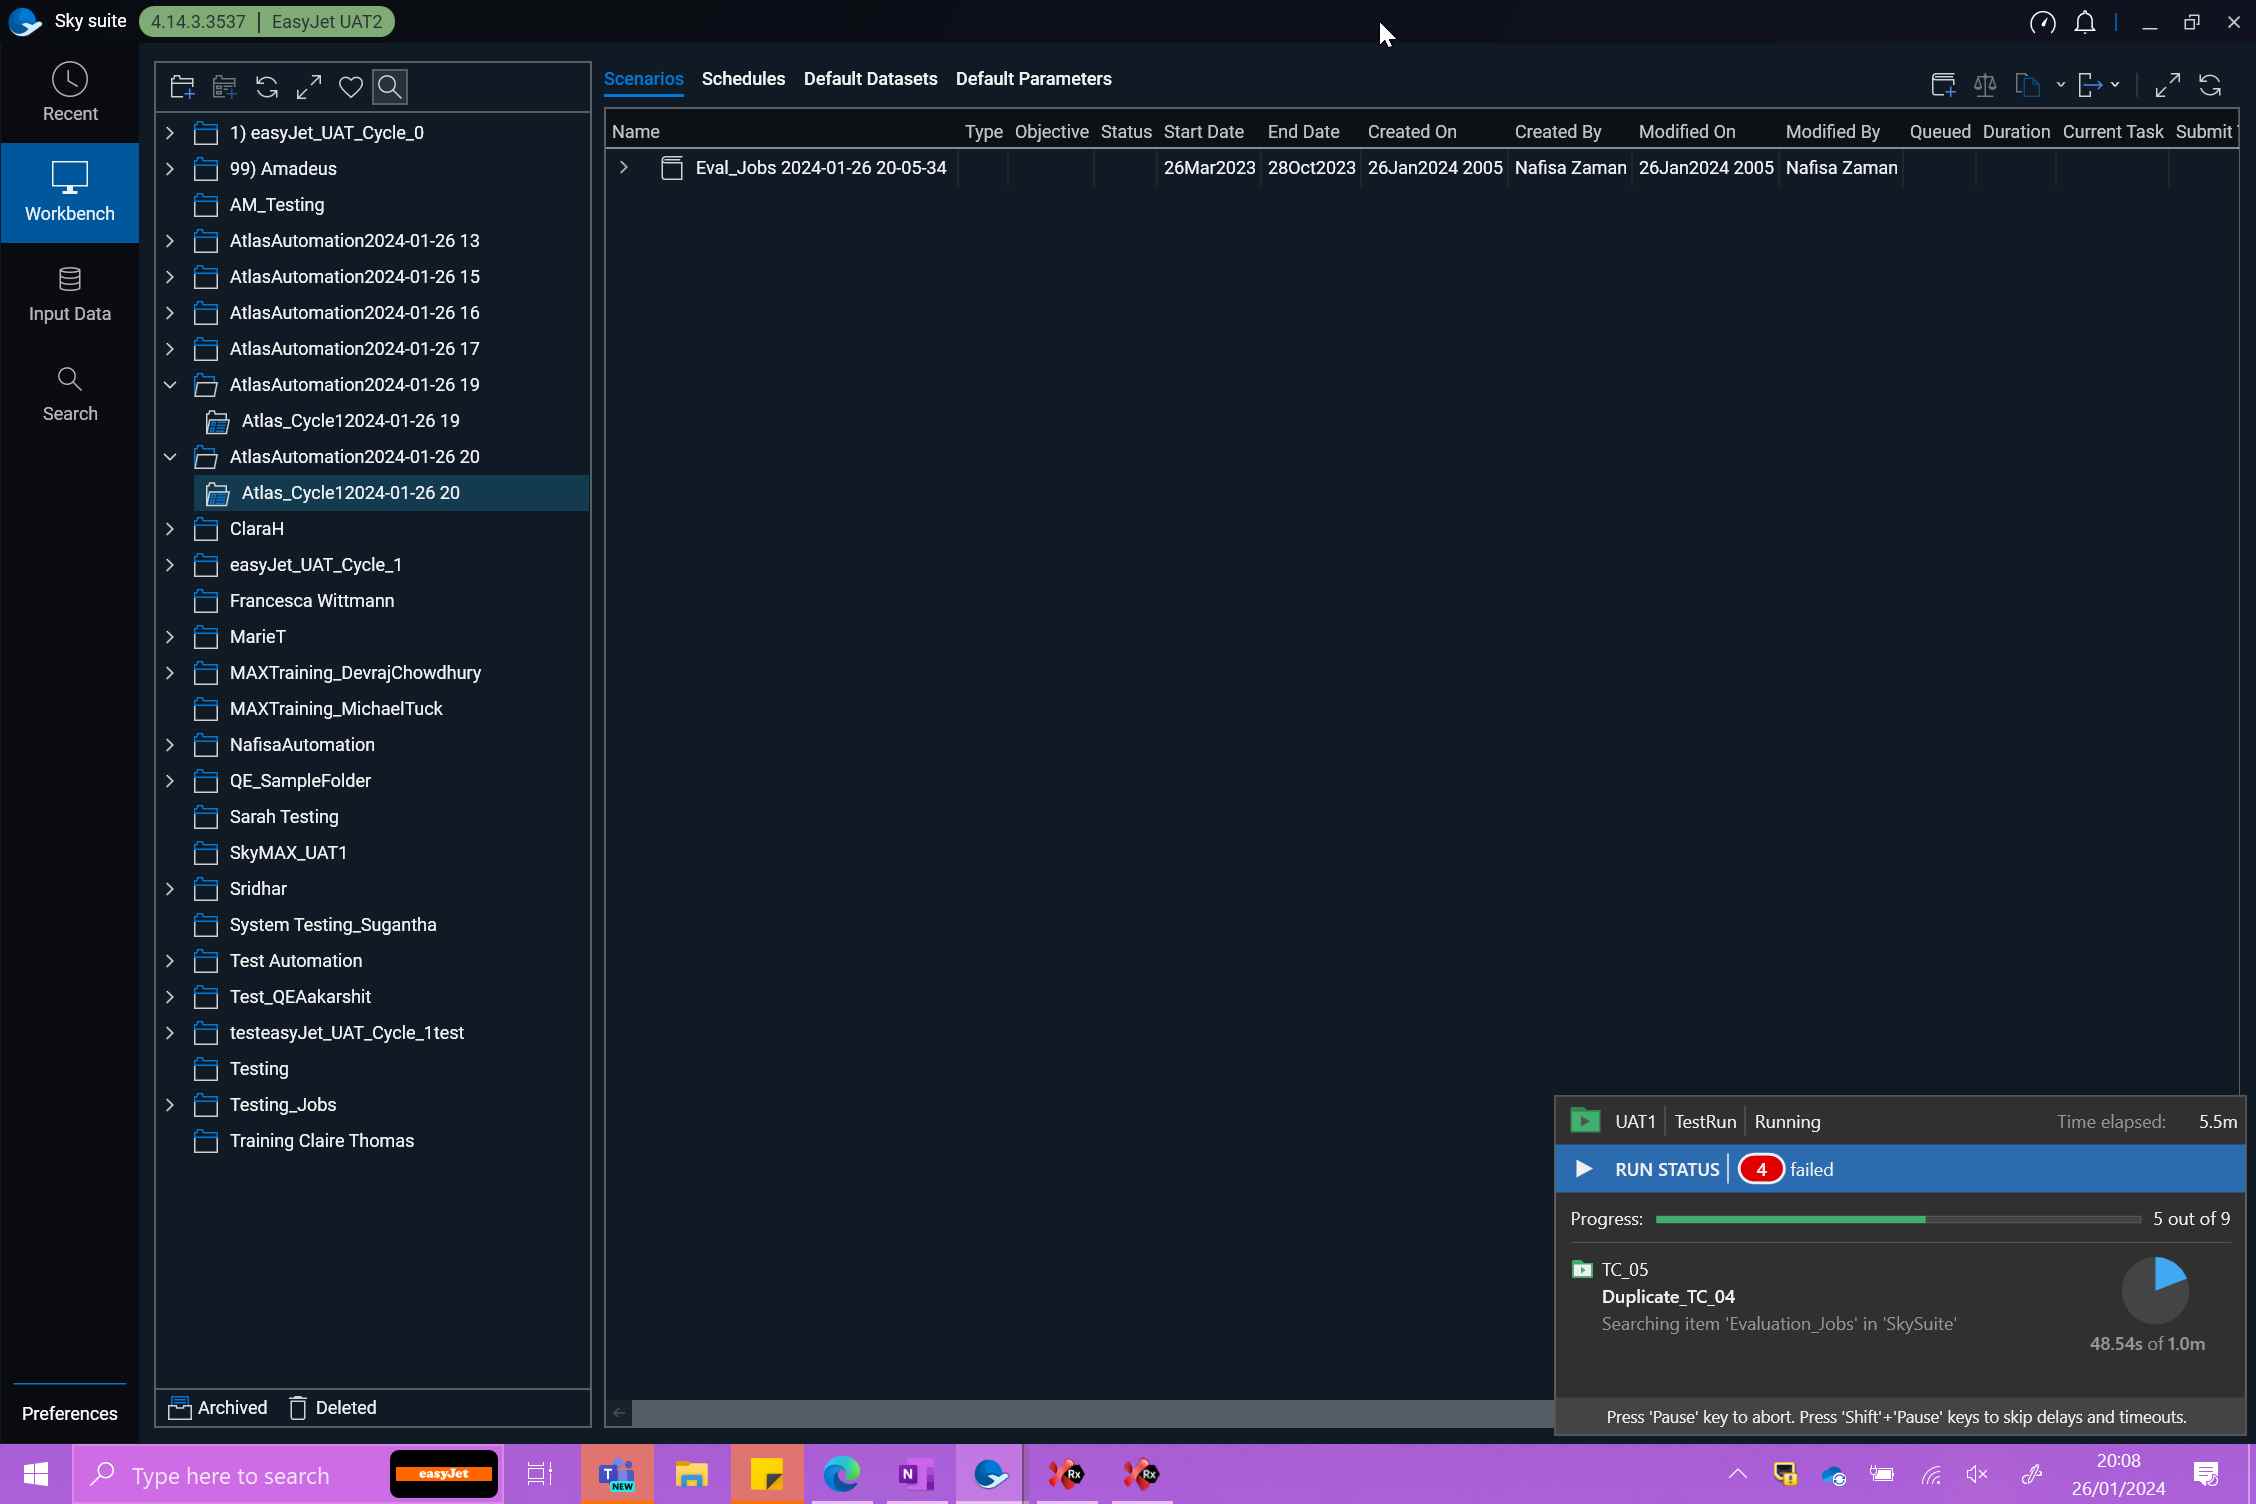 Sky suite 4.14.3.3537 | EasyJet UAT2
Recent
Workbench
Input Data
Search
Preferences
1) easyJet_UAT_Cycle_0
99) Amadeus
AM_Testing
AtlasAutomation2024-01-26 13
AtlasAutomation2024-01-26 15
AtlasAutomation2024-01-26 16
AtlasAutomation2024-01-26 17
AtlasAutomation2024-01-26 19
Atlas_Cycle12024-01-26 19
AtlasAutomation2024-01-26 20
Atlas_Cycle12024-01-26 20
ClaraH
easyJet_UAT_Cycle_1
Francesca Wittmann
MarieT
MAXTraining_DevrajChowdhury
MAXTraining_MichaelTuck
NafisaAutomation
QE_SampleFolder
Sarah Testing
SkyMAX_UAT1
Sridhar
System Testing_Sugantha
Test Automation
Test_QEAakarshit
testeasyJet_UAT_Cycle_1test
Testing
Testing_Jobs
Training Claire Thomas
Archived Deleted
Scenarios Schedules Default Datasets Default Parameters
Name Type Objective Status Start Date End Date Created On Created By Modified On Modified By Queued Duration Current Task Submit
Eval_Jobs 2024-01-26 20-05-34 26Mar2023 28Oct2023 26Jan2024 2005 Nafisa Zaman 26Jan2024 2005 Nafisa Zaman
UAT1 | TestRun | Running Time elapsed: 5.5m
RUN STATUS | 4 failed
Progress: 5 out of 9
TC_05
Duplicate_TC_04
Searching item 'Evaluation_Jobs' in 'SkySuite'
48.54s of 1.0m
Press 'Pause' key to abort. Press 'Shift'+'Pause' keys to skip delays and timeouts.
Type here to search
easyJet
T
NEW
N
Rx
Rx
20:08
26/01/2024